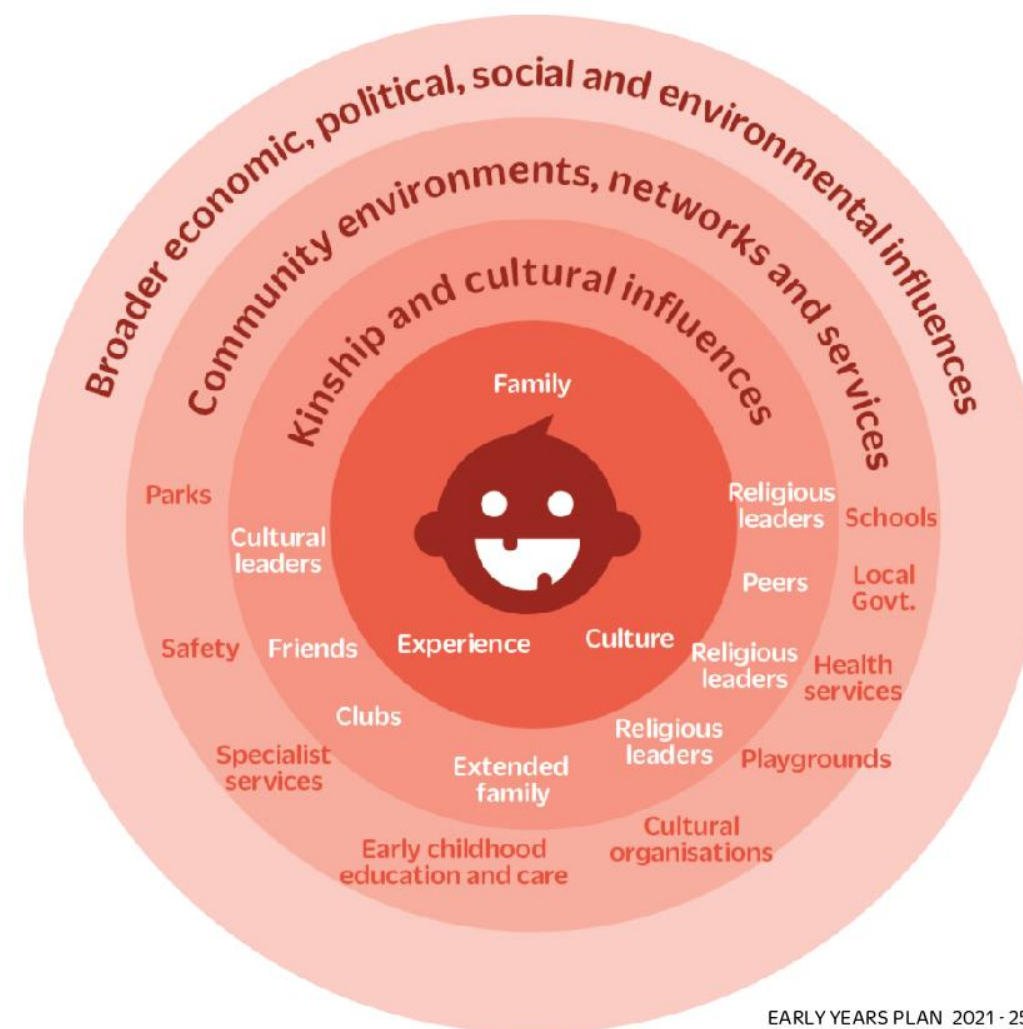 Broader economic, political, social and environmental influences
Community environments, networks and services
Kinship and cultural influences
Family
Religious
leaders
Parks
Schools
Cultural
leaders
Peers
Local
Govt.
Experience
Culture
Safety
Friends
Religious
leaders
Health
services
Clubs
Religious
leaders
Specialist
services
Extended
family
Playgrounds
Cultural
organisations
Early childhood
education and care
EARLY YEARS PLAN 2021 - 25